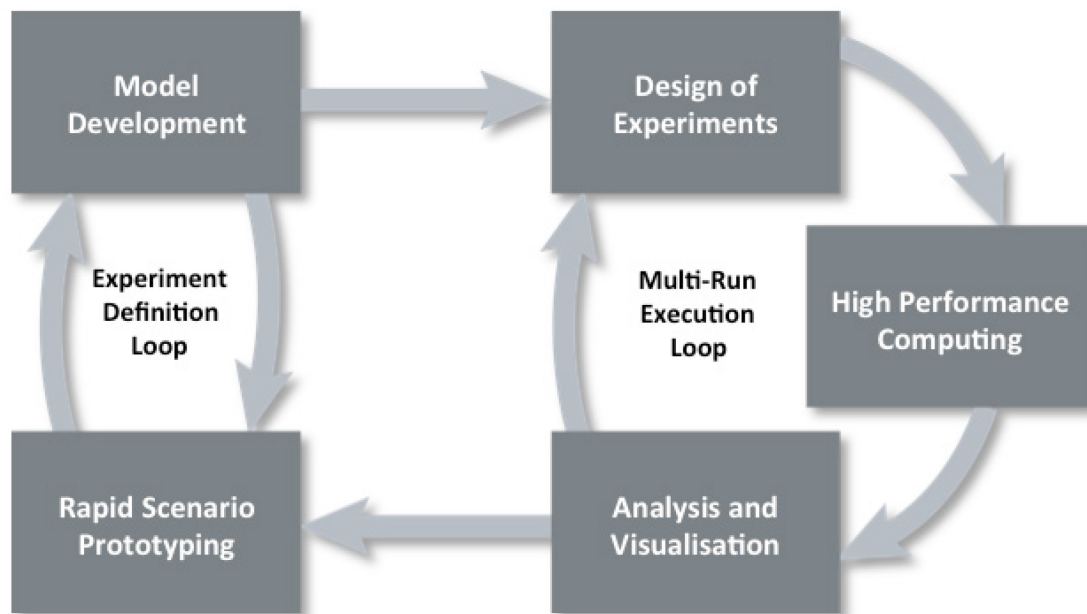 Model
Development
Design of
Experiments
Experiment
Definition
Loop
Multi-Run
Execution
Loop
High Performance
Computing
Rapid Scenario
Prototyping
Analysis and
Visualisation